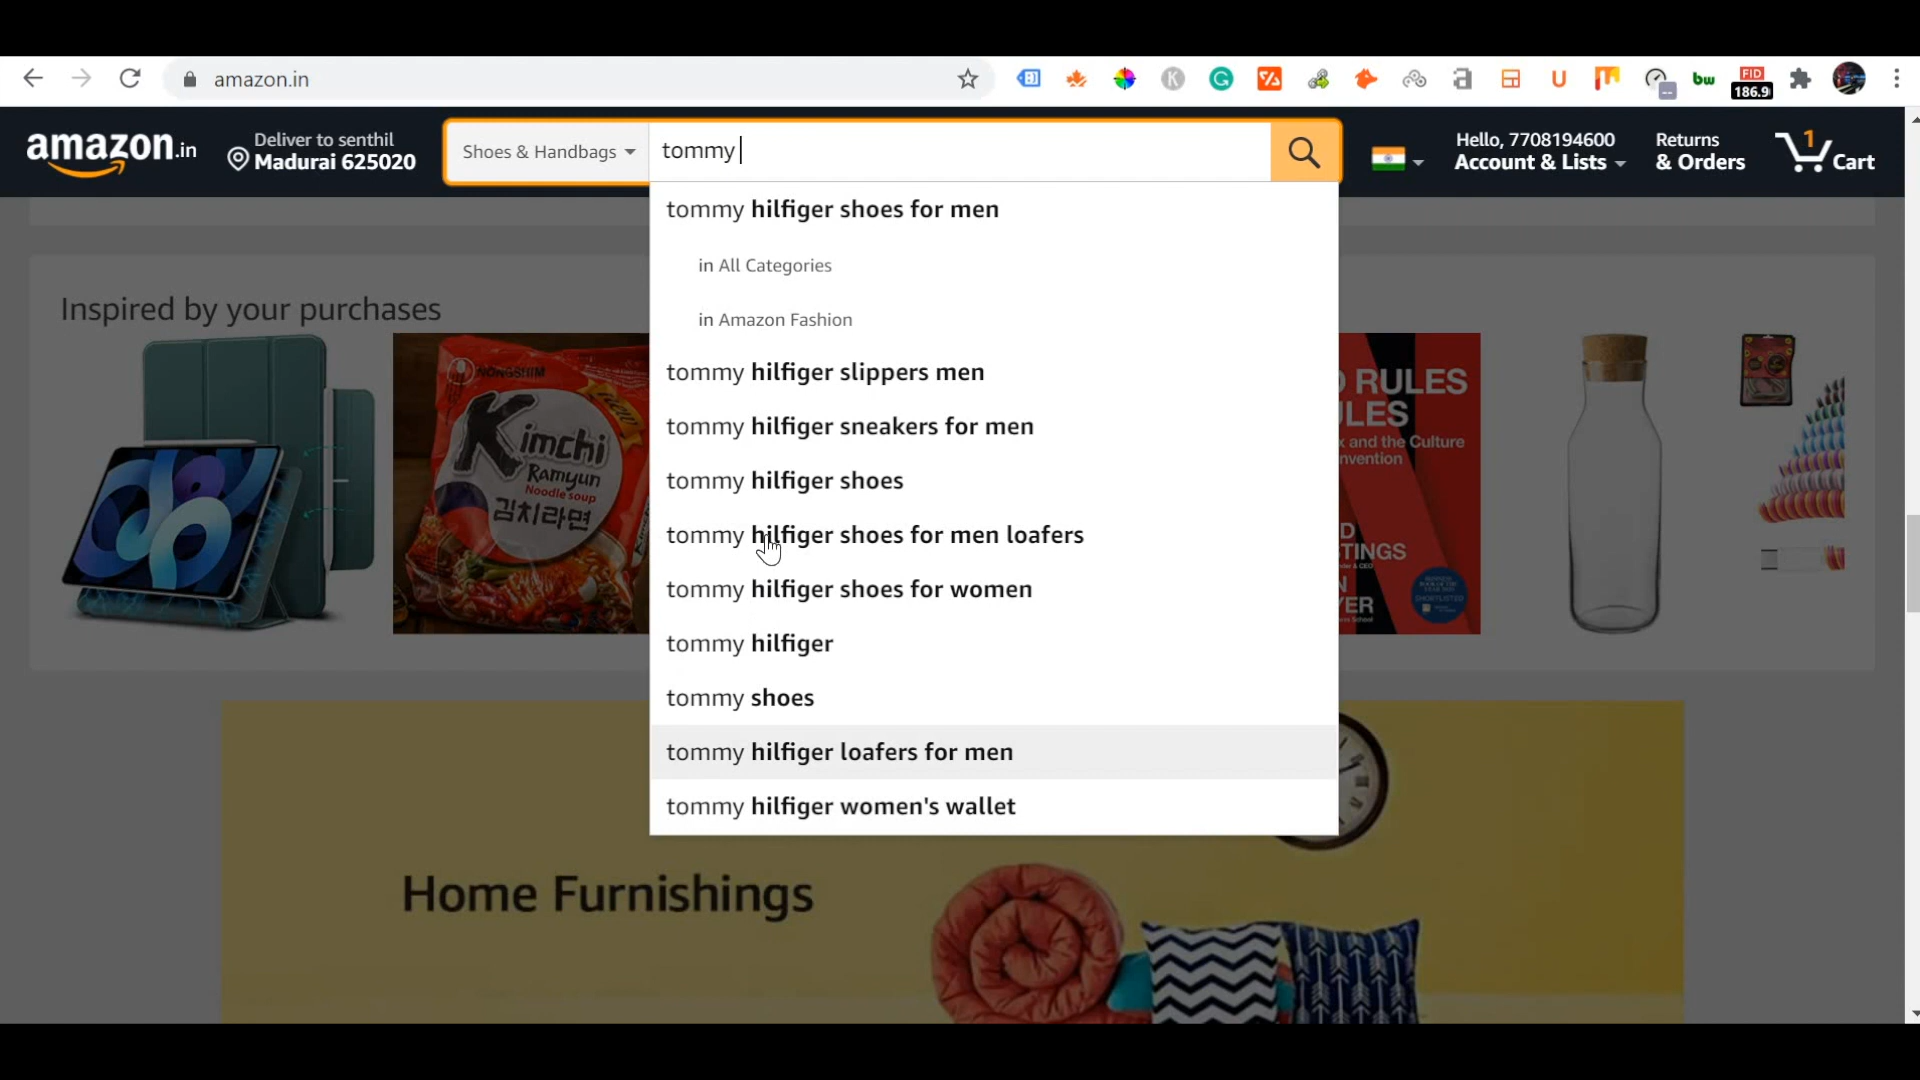 amazon.in
FID
186.9
bw
amazon.in
Deliver to senthil
Madurai 625020
Shoes & Handbags
tommy
Hello, 7708194600
Account & Lists
Returns
& Orders
1
Cart
tommy hilfiger shoes for men
in All Categories
in Amazon Fashion
tommy hilfiger slippers men
tommy hilfiger sneakers for men
tommy hilfiger shoes
tommy hilfiger shoes for men loafers
tommy hilfiger shoes for women
tommy hilfiger
tommy shoes
tommy hilfiger loafers for men
tommy hilfiger women's wallet
Inspired by your purchases
NONGSHIM
Kimchi
Ramyun
Noodle soup
김치라면
RULES
and the Culture
Home Furnishings